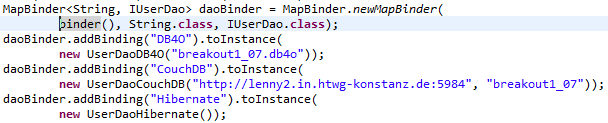 MapBinder<String, IUserDao> daoBinder = MapBinder.newMapBinder(
binder(), String.class, IUserDao.class);
daoBinder.addBinding("DB4O").toInstance(
new UserDaoDB4O("breakout1_07.db4o"));
daoBinder.addBinding("CouchDB").toInstance(
new UserDaoCouchDB("http://lenny2.in.htwg-konstanz.de:5984", "breakout1_07"));
daoBinder.addBinding("Hibernate").toInstance(
new UserDaoHibernate());